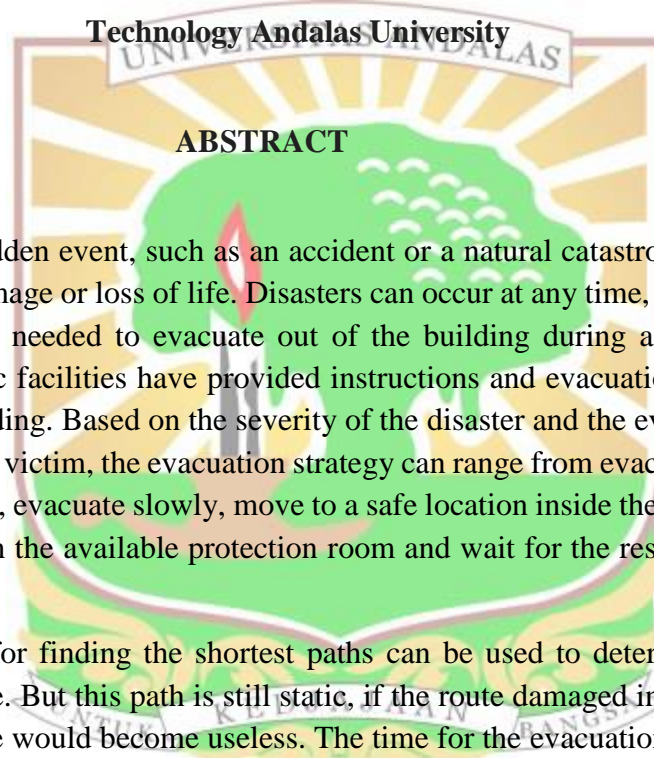 Technology Andalas University
UNIVERSITAS ANDALAS
ABSTRACT
dden event, such as an accident or a natural catastro
nage or loss of life. Disasters can occur at any time,
needed to evacuate out of the building during a
c facilities have provided instructions and evacuatio
ding. Based on the severity of the disaster and the ev
victim, the evacuation strategy can range from evac
, evacuate slowly, move to a safe location inside the
n the available protection room and wait for the res
for finding the shortest paths can be used to deter
e. But this path is still static, if the route damaged in
e would become useless. The time for the evacuation
UNTUK KEDJAJAAN BANGSA